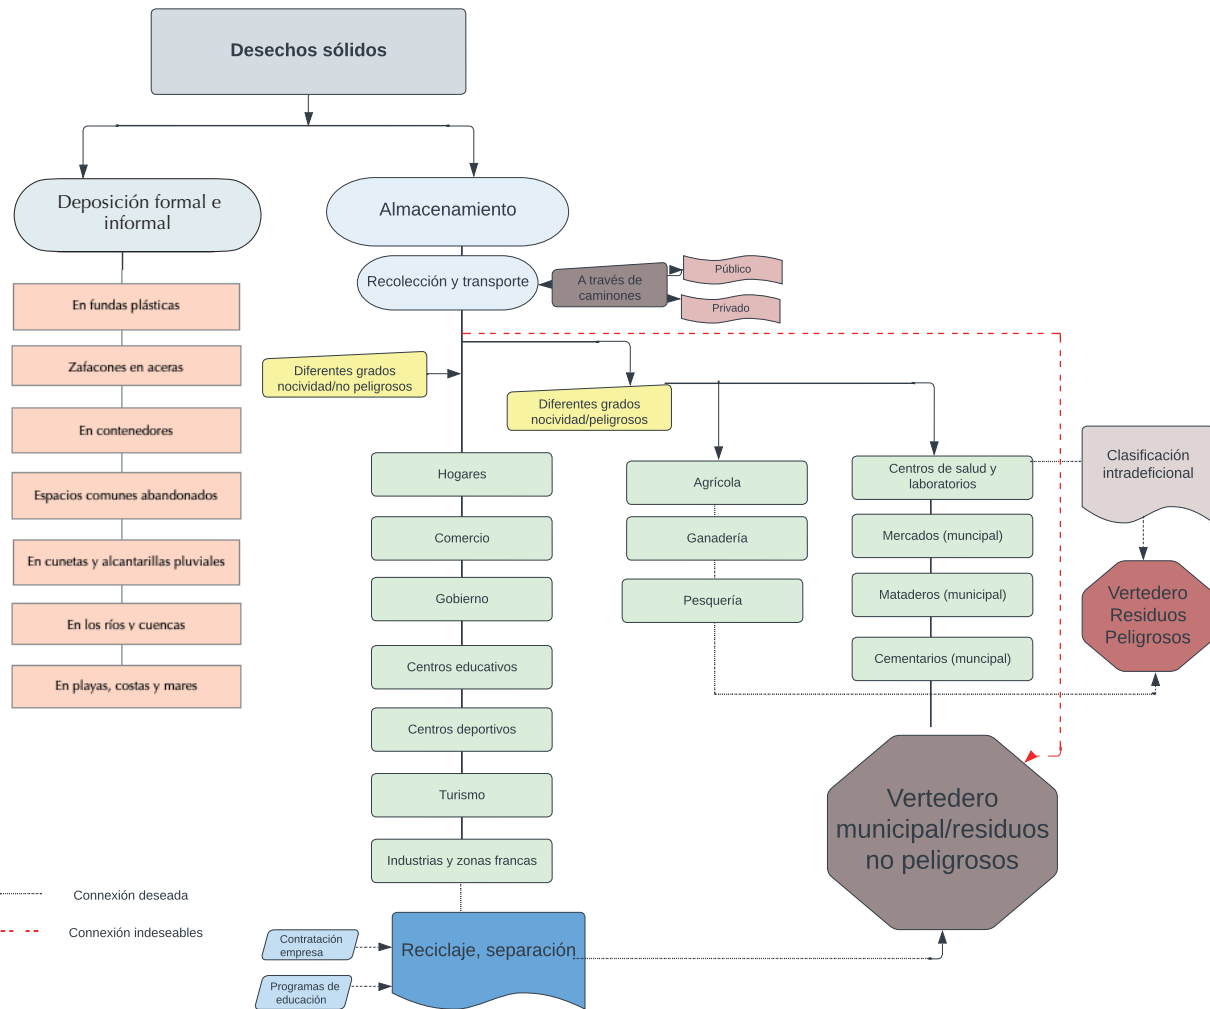 Desechos sólidos
Deposición formal e
informal
En fundas plásticas
Zafacones en aceras
En contenedores
Espacios comunes abandonados
En cunetas y alcantarillas pluviales
En los ríos y cuencas
En playas, costas y mares
Almacenamiento
Recolección y transporte
A través de
caminones
Público
Privado
Diferentes grados
nocividad/no peligrosos
Diferentes grados
nocividad/peligrosos
Hogares
Comercio
Gobierno
Centros educativos
Centros deportivos
Turismo
Industrias y zonas francas
Agrícola
Ganadería
Pesquería
Centros de salud y
laboratorios
Mercados (muncipal)
Mataderos (municipal)
Cementarios (muncipal)
Clasificación
intradeficional
Vertedero
Residuos
Peligrosos
Vertedero
municipal/residuos
no peligrosos
Connexión deseada
Connexión indeseables
Contratación
empresa
Programas de
educación
Reciclaje, separación